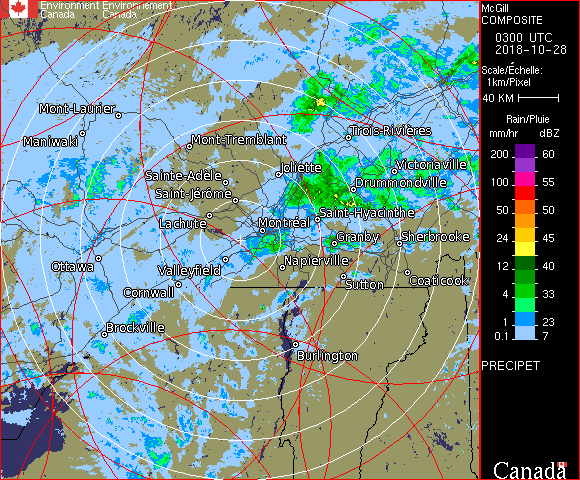 Environment Environnement
Canada Canada
McGill
COMPOSITE
0300 UTC
2018-10-28
Scale/Échelle:
1km/Pixel
40 KM
Rain/Pluie
mm/hr dBZ
200 60
100 55
50 50
24 45
12 40
4 33
1 23
0.1 7
PRECIPET
Canada
Mont-Laurier
Maniwaki
Mont-Tremblant
Trois-Rivières
Joliette
Victoriaville
Sainte-Adèle
Drummondville
Saint-Jérôme
Saint-Hyacinthe
Lachute
Montréal
Granby
Sherbrooke
Ottawa
Valleyfield
Napierville
Cornwall
Sutton
Coaticook
Brockville
Burlington